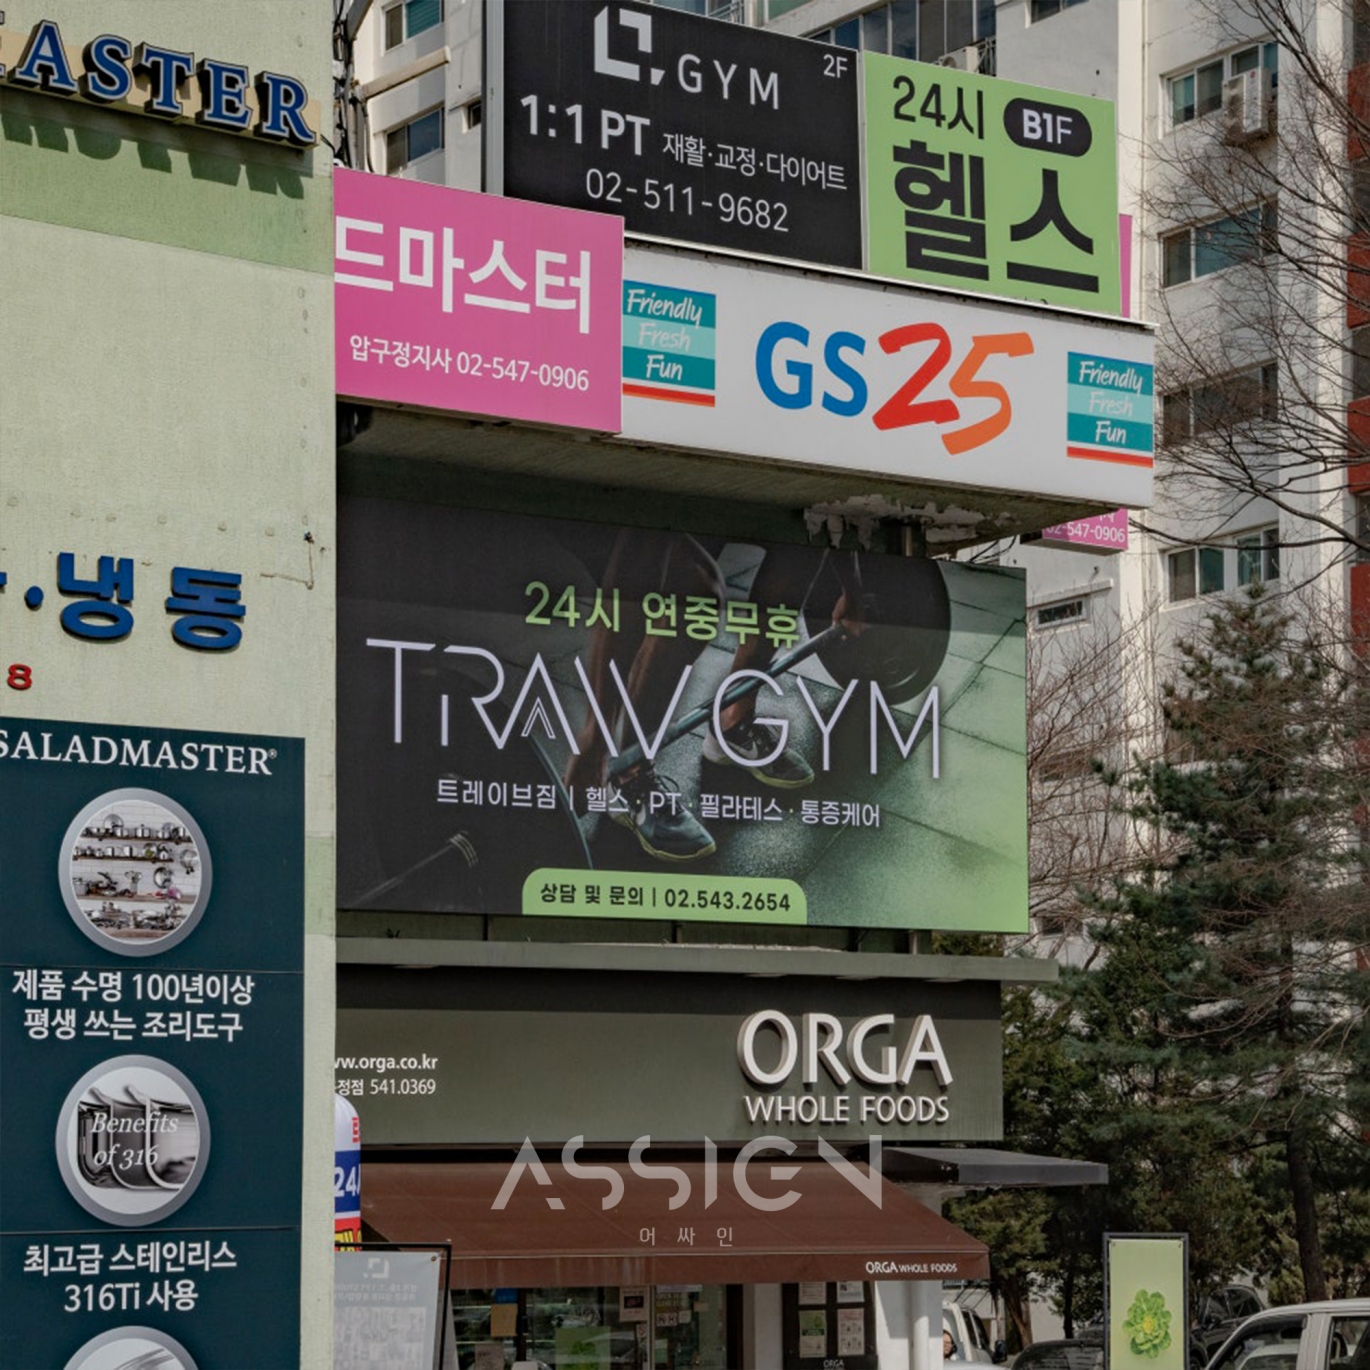 ASTER
GYM
2F
1:1 PT 재활·교정·다이어트
02-511-9682
24시 B1F
헬스
드마스터
압구정지사 02-547-0906
Friendly
Fresh
Fun
GS25
Friendly
Fresh
Fun
02-547-0906
·냉동
8
24시 연중무휴
TRAVV GYM
트레이브짐 | 헬스 · PT · 필라테스 · 통증케어
상담 및 문의 | 02.543.2654
SALADMASTER®
제품 수명 100년이상
평생 쓰는 조리도구
Benefits
of 316
최고급 스테인리스
316Ti 사용
ORGA
WHOLE FOODS
w.orga.co.kr
정점 541.0369
ASSIGN
어싸인
24
ORGA WHOLE FOODS
ORGA